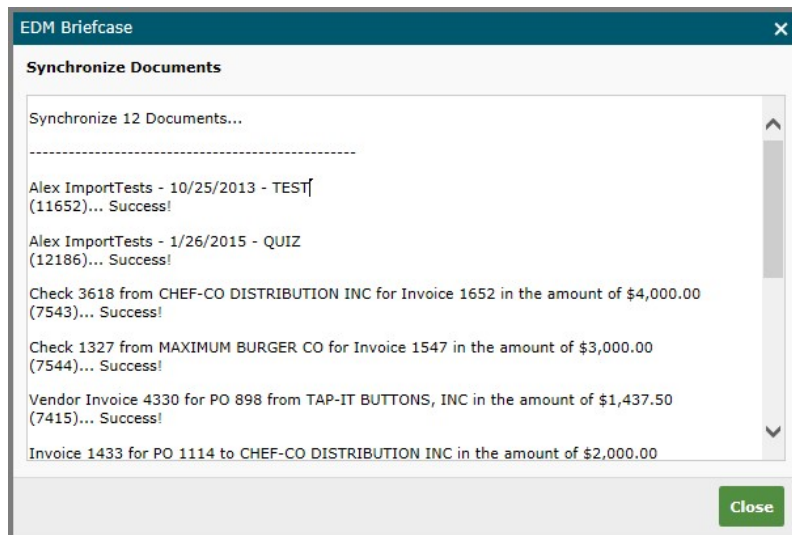 EDM Briefcase
Synchronize Documents
Synchronize 12 Documents...
--------------------------------------------------
Alex ImportTests - 10/25/2013 - TEST
(11652)... Success!
Alex ImportTests - 1/26/2015 - QUIZ
(12186)... Success!
Check 3618 from CHEF-CO DISTRIBUTION INC for Invoice 1652 in the amount of $4,000.00
(7543)... Success!
Check 1327 from MAXIMUM BURGER CO for Invoice 1547 in the amount of $3,000.00
(7544)... Success!
Vendor Invoice 4330 for PO 898 from TAP-IT BUTTONS, INC in the amount of $1,437.50
(7415)... Success!
Invoice 1433 for PO 1114 to CHEF-CO DISTRIBUTION INC in the amount of $2,000.00
Close